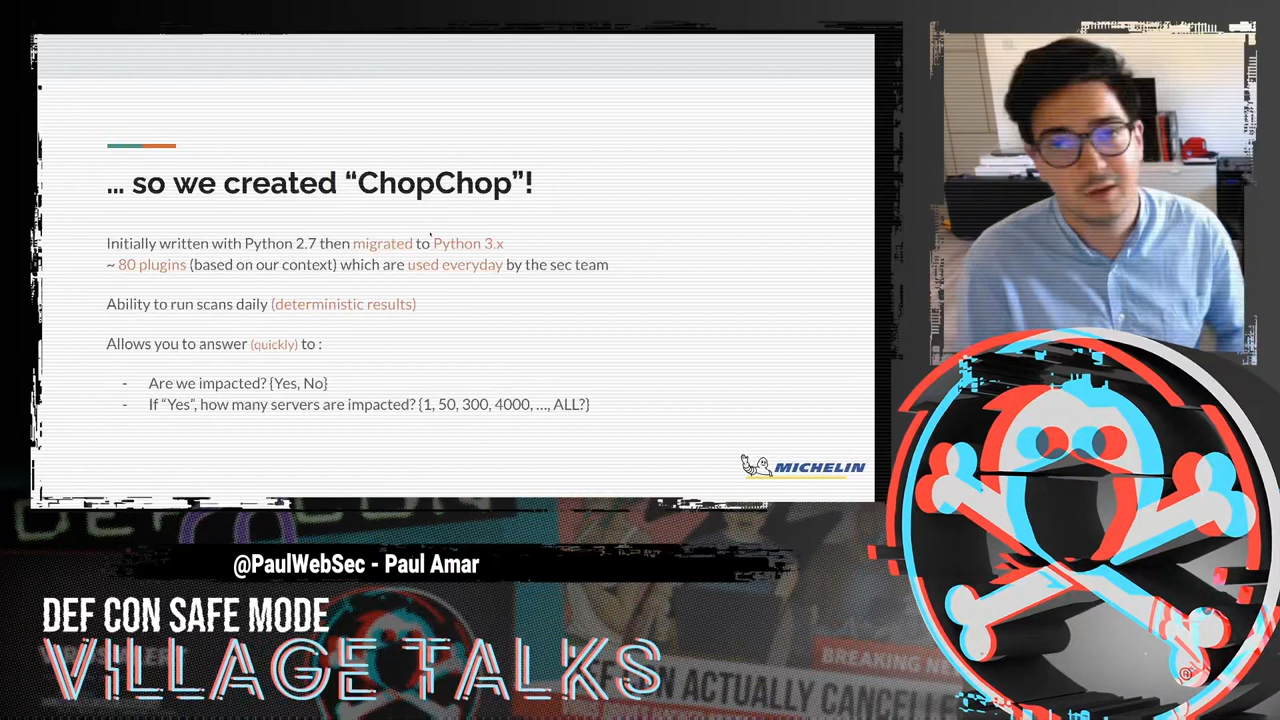 ... so we created “ChopChop”!
Initially written with Python 2.7 then migrated to Python 3.x
~ 80 plugins (based on our context) which are used everyday by the sec team
Ability to run scans daily (deterministic results)
Allows you to answer (quickly) to :
- Are we impacted? {Yes, No}
- If “Yes”, how many servers are impacted? {1, 50, 300, 4000, ..., ALL?}
MICHELIN
@PaulWebSec - Paul Amar
DEF CON SAFE MODE
VILLAGE TALKS
DEF CON
BREAKING
CON ACTUALLY